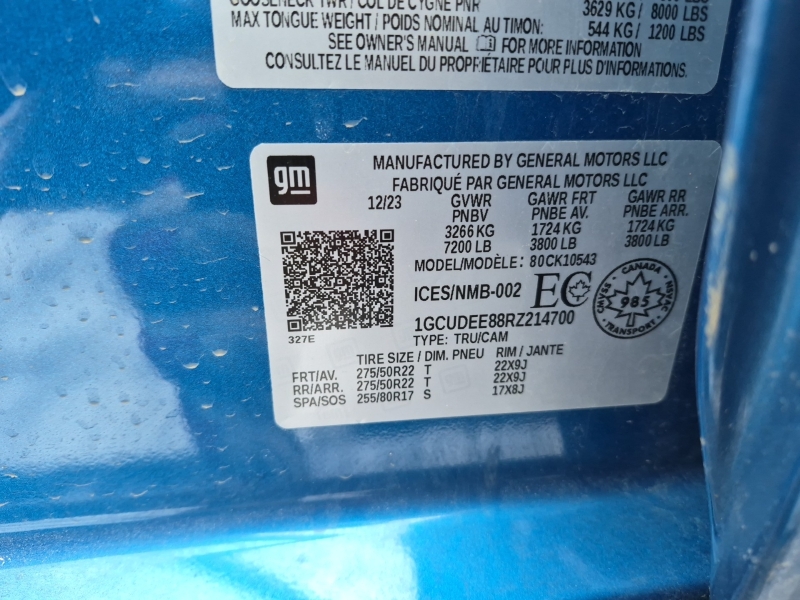 GOOSENECK TWR / COL DE CYGNE PNR
3629 KG / 8000 LBS
MAX TONGUE WEIGHT / POIDS NOMINAL AU TIMON:
544 KG / 1200 LBS
SEE OWNER'S MANUAL FOR MORE INFORMATION
CONSULTEZ LE MANUEL DU PROPRIÉTAIRE POUR PLUS D'INFORMATIONS.
gm
MANUFACTURED BY GENERAL MOTORS LLC
FABRIQUÉ PAR GENERAL MOTORS LLC
12/23 GVWR GAWR FRT GAWR RR
PNBV PNBE AV. PNBE ARR.
3266 KG 1724 KG 1724 KG
7200 LB 3800 LB 3800 LB
MODEL/MODÈLE: 80CK10543
ICES/NMB-002 EC
CANADA
CMVSS 985 NSVAC
TRANSPORT
1GCUDEE88RZ214700
327E
TYPE: TRU/CAM
TIRE SIZE / DIM. PNEU RIM / JANTE
FRT/AV. 275/50R22 T 22X9J
RR/ARR. 275/50R22 T 22X9J
SPA/SOS 255/80R17 S 17X8J